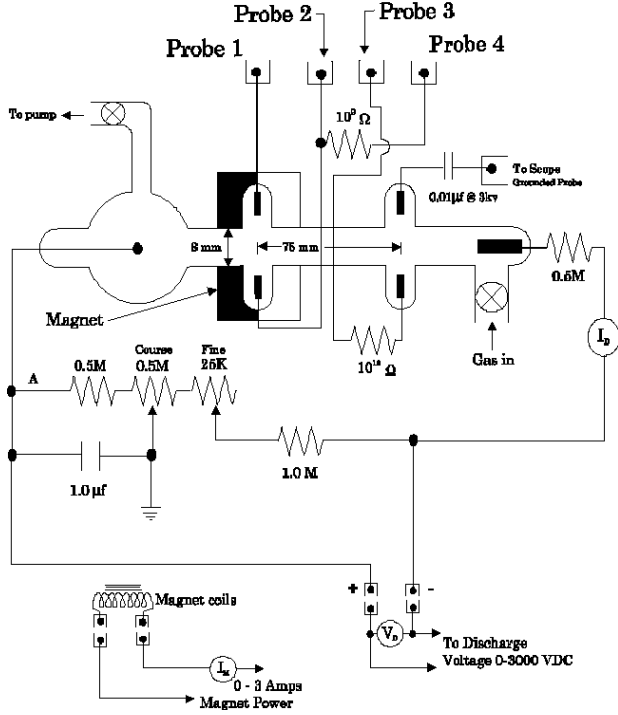 Probe 1
Probe 2
Probe 3
Probe 4
To pump
10⁹ Ω
0.01µf @ 3kv
To Scope
Grounded Probe
8 mm
75 mm
0.5M
Magnet
I_D
Gas in
10¹⁰ Ω
A
0.5M
Course
0.5M
Fine
25K
1.0 M
1.0 µf
Magnet coils
+
-
V_D
To Discharge
Voltage 0-3000 VDC
I_M
0 - 3 Amps
Magnet Power